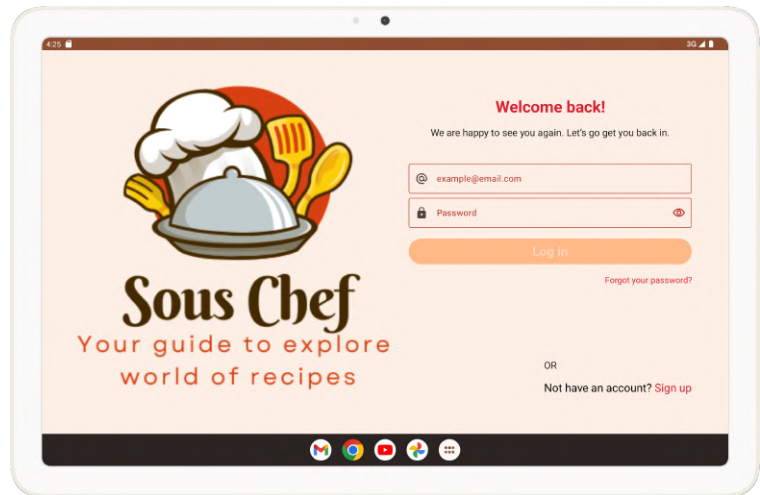 4:25
3G
Sous Chef
Your guide to explore
world of recipes
Welcome back!
We are happy to see you again. Let's go get you back in.
example@email.com
Password
Log in
Forgot your password?
OR
Not have an account? Sign up